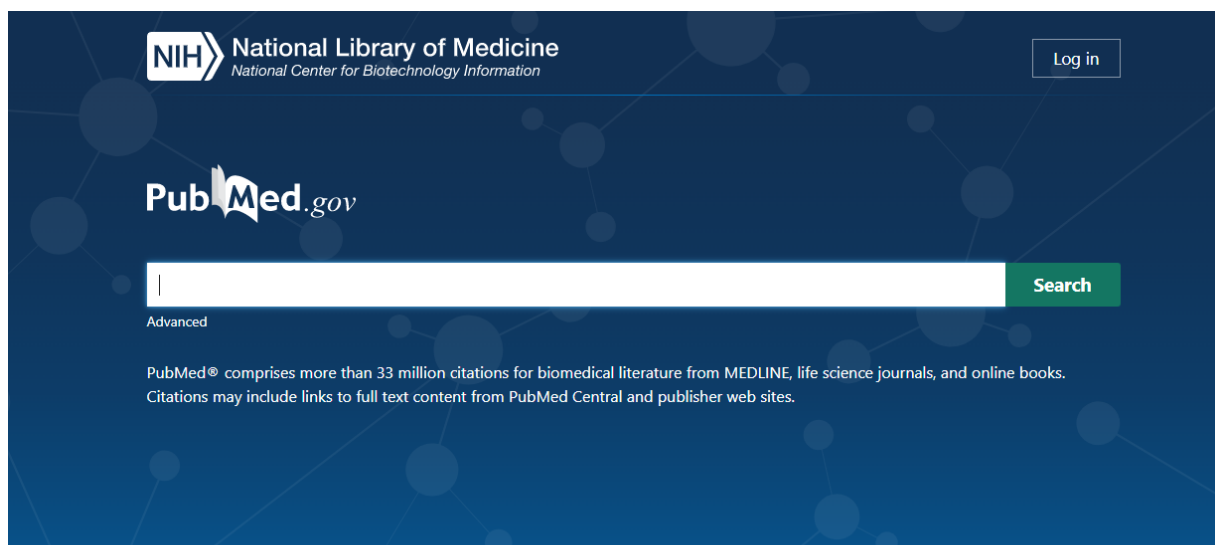 NIH National Library of Medicine
National Center for Biotechnology Information
Log in
PubMed.gov
Search
Advanced
PubMed® comprises more than 33 million citations for biomedical literature from MEDLINE, life science journals, and online books.
Citations may include links to full text content from PubMed Central and publisher web sites.